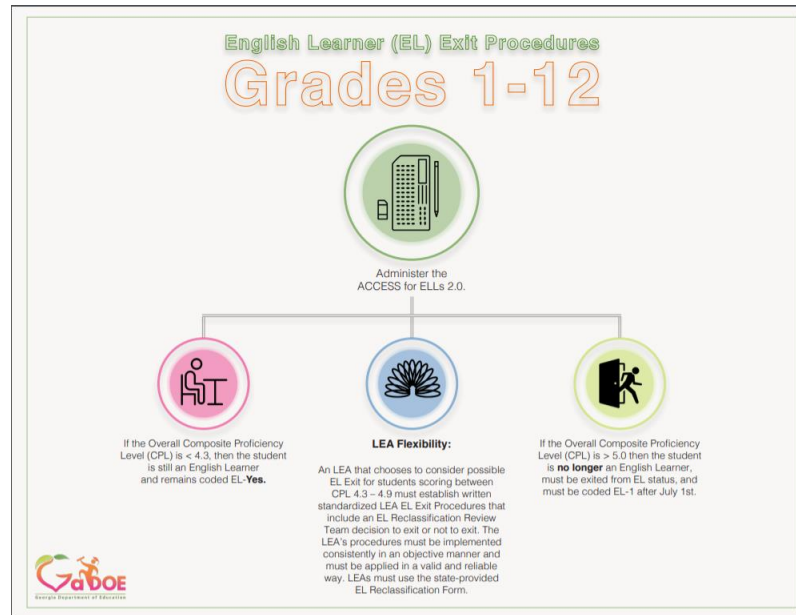 English Learner (EL) Exit Procedures
Grades 1-12
Administer the
ACCESS for ELLs 2.0.
If the Overall Composite Proficiency
Level (CPL) is < 4.3, then the student
is still an English Learner
and remains coded EL-Yes.
LEA Flexibility:
An LEA that chooses to consider possible
EL Exit for students scoring between
CPL 4.3 – 4.9 must establish written
standardized LEA EL Exit Procedures that
include an EL Reclassification Review
Team decision to exit or not to exit. The
LEA's procedures must be implemented
consistently in an objective manner and
must be applied in a valid and reliable
way. LEAs must use the state-provided
EL Reclassification Form.
If the Overall Composite Proficiency
Level (CPL) is > 5.0 then the student
is no longer an English Learner,
must be exited from EL status, and
must be coded EL-1 after July 1st.
GaDOE
Georgia Department of Education